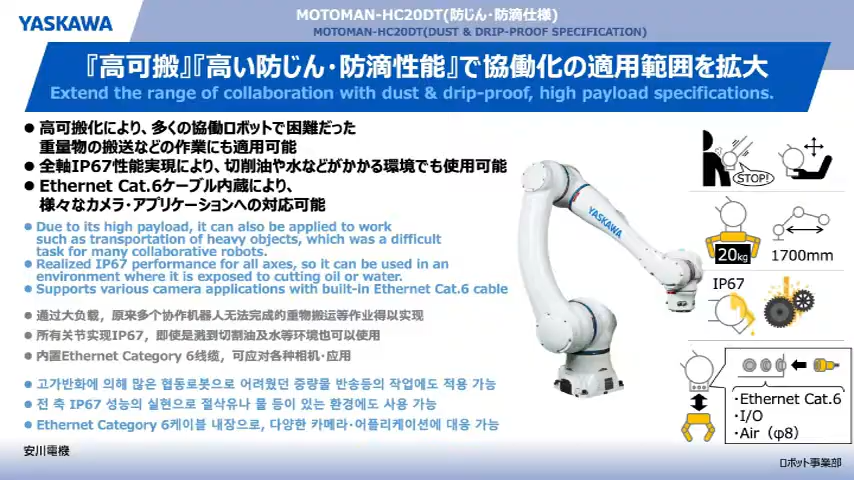 YASKAWA
MOTOMAN-HC20DT(防じん・防滴仕様)
MOTOMAN-HC20DT(DUST & DRIP-PROOF SPECIFICATION)
『高可搬』『高い防じん・防滴性能』で協働化の適用範囲を拡大
Extend the range of collaboration with dust & drip-proof, high payload specifications.
● 高可搬化により、多くの協働ロボットで困難だった
重量物の搬送などの作業にも適用可能
● 全軸IP67性能実現により、切削油や水などがかかる環境でも使用可能
● Ethernet Cat.6ケーブル内蔵により、
様々なカメラ・アプリケーションへの対応可能
● Due to its high payload, it can also be applied to work
such as transportation of heavy objects, which was a difficult
task for many collaborative robots.
● Realized IP67 performance for all axes, so it can be used in an
environment where it is exposed to cutting oil or water.
● Supports various camera applications with built-in Ethernet Cat.6 cable
● 通过大负载，原来多个协作机器人无法完成的重物搬运等作业得以实现
● 所有关节实现IP67，即使是溅到切割油及水等环境也可以使用
● 内置Ethernet Category 6线缆，可应对各种相机·应用
● 고가반화에 의해 많은 협동로봇으로 어려웠던 중량물 반송등의 작업에도 적용 가능
● 전 축 IP67 성능의 실현으로 절삭유나 물 등이 있는 환경에도 사용 가능
● Ethernet Category 6케이블 내장으로, 다양한 카메라·어플리케이션에 대응 가능
YASKAWA
STOP!
20kg
1700mm
IP67
・Ethernet Cat.6
・I/O
・Air（φ8）
安川電機
ロボット事業部